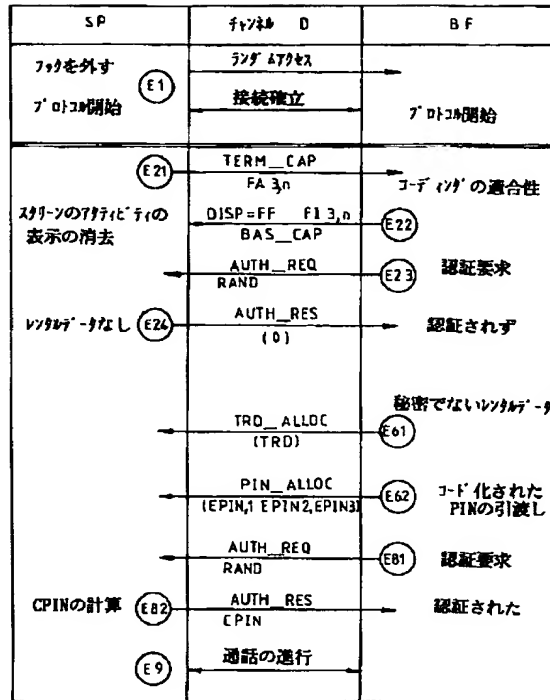 SP チャンネル D BF
フックを外す
E1
ランダムアクセス
プロトコル開始
接続確立
プロトコル開始
E21
TERM_CAP
FA 3,n
コーディングの適合性
スクリーンのアクティビティの
表示の消去
DISP=FF F1 3,n
BAS_CAP
E22
AUTH_REQ
RAND
E23
認証要求
レンタルデータなし
E24
AUTH_RES
(0)
認証されず
秘密でないレンタルデータ
TRD_ALLOC
(TRD)
E61
PIN_ALLOC
(EPIN,1 EPIN2,EPIN3)
E62
コード化された
PINの引渡し
AUTH_REQ
RAND
E81
認証要求
CPINの計算
E82
AUTH_RES
CPIN
認証された
E9
通話の進行